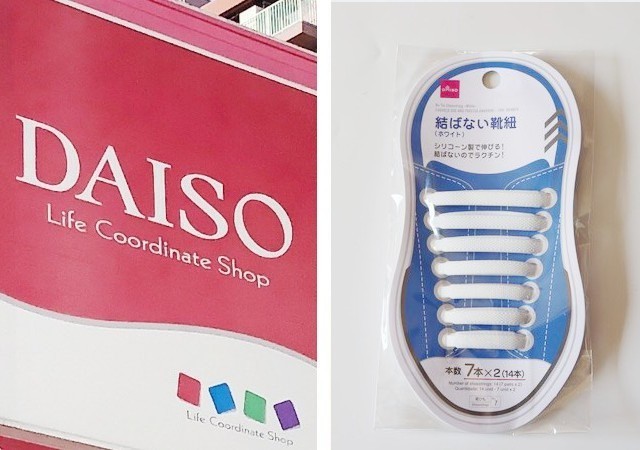 DAISO
Life Coordinate Shop
Life Coordinate Shop
DAISO
結ばない靴紐
(ホワイト)
シリコーン製で伸びる!
結ばないのでラクチン!
本数 7本×2(14本)